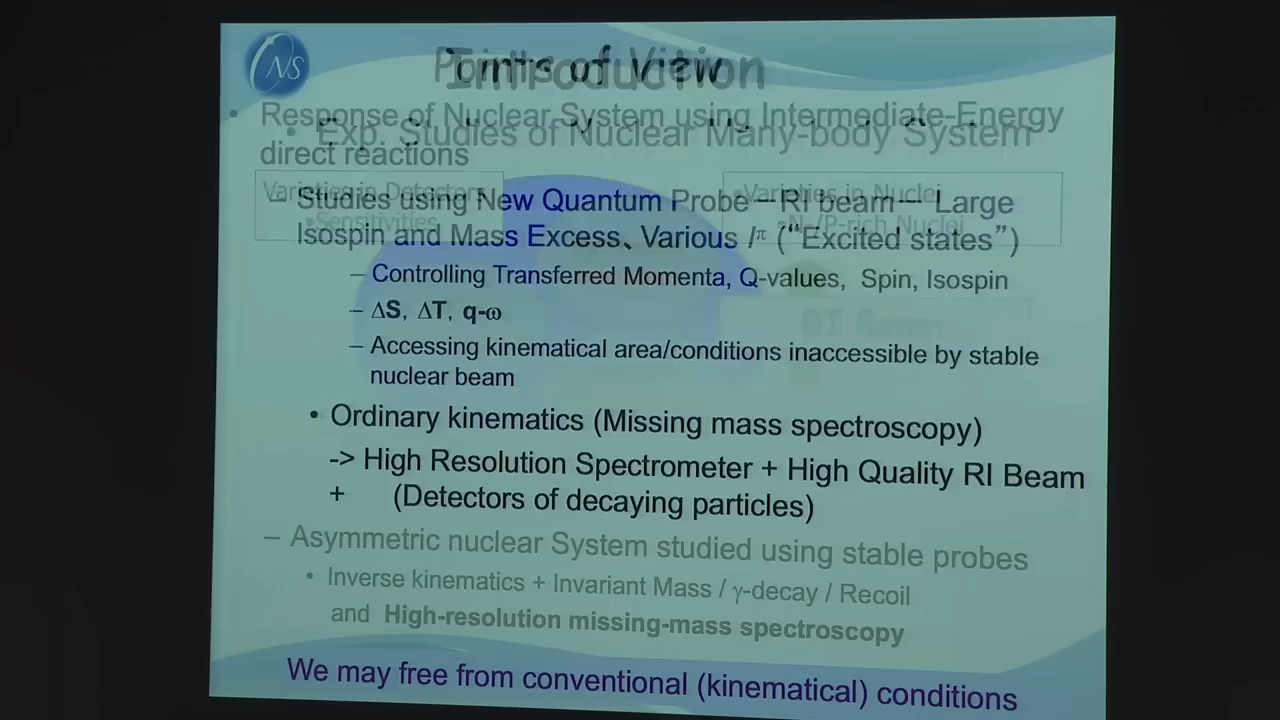 CNS
Points of View
Introduction
• Response of Nuclear System using Intermediate-Energy
direct reactions
• Exp. Studies of Nuclear Many-body System
Varieties in Detectors
•Sensitivities
•Varieties in Nuclei
•N-/P-rich Nuclei
– Studies using New Quantum Probe—RI beam— Large
Isospin and Mass Excess、Various Iπ (“Excited states”)
– Controlling Transferred Momenta, Q-values, Spin, Isospin
– ΔS, ΔT, q-ω
RI Beam
– Accessing kinematical area/conditions inaccessible by stable
nuclear beam
• Ordinary kinematics (Missing mass spectroscopy)
-> High Resolution Spectrometer + High Quality RI Beam
+ (Detectors of decaying particles)
– Asymmetric nuclear System studied using stable probes
• Inverse kinematics + Invariant Mass / γ-decay / Recoil
and High-resolution missing-mass spectroscopy
We may free from conventional (kinematical) conditions